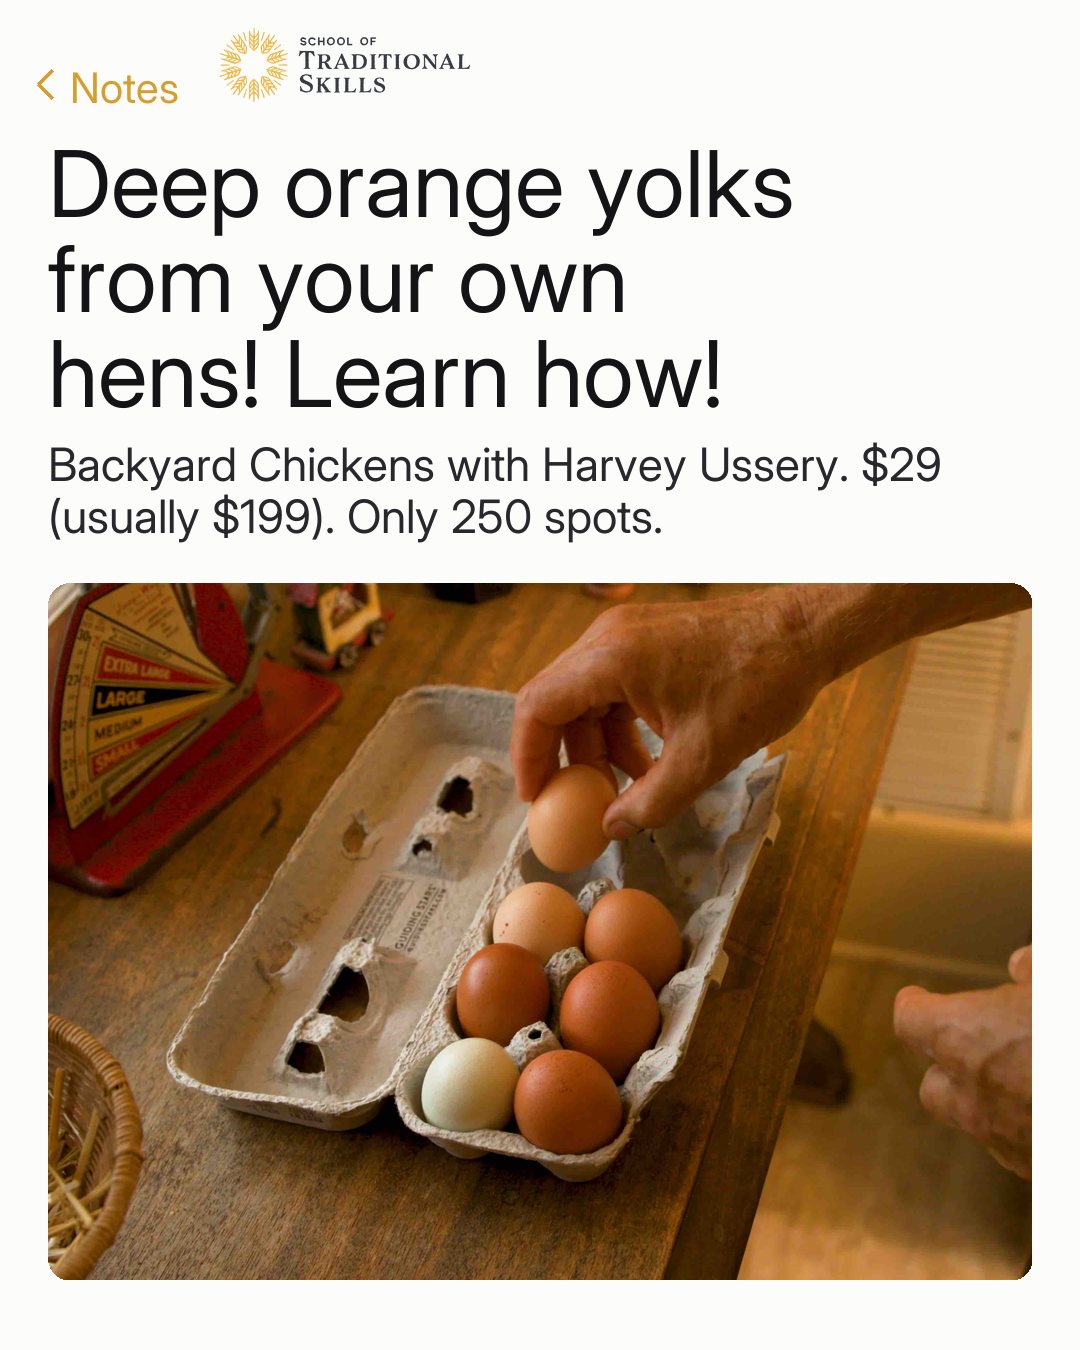 SCHOOL OF
TRADITIONAL
SKILLS
Notes
Deep orange yolks
from your own
hens! Learn how!
Backyard Chickens with Harvey Ussery. $29
(usually $199). Only 250 spots.
EXTRA LARGE
LARGE
MEDIUM
SMALL
GUIDING STARS